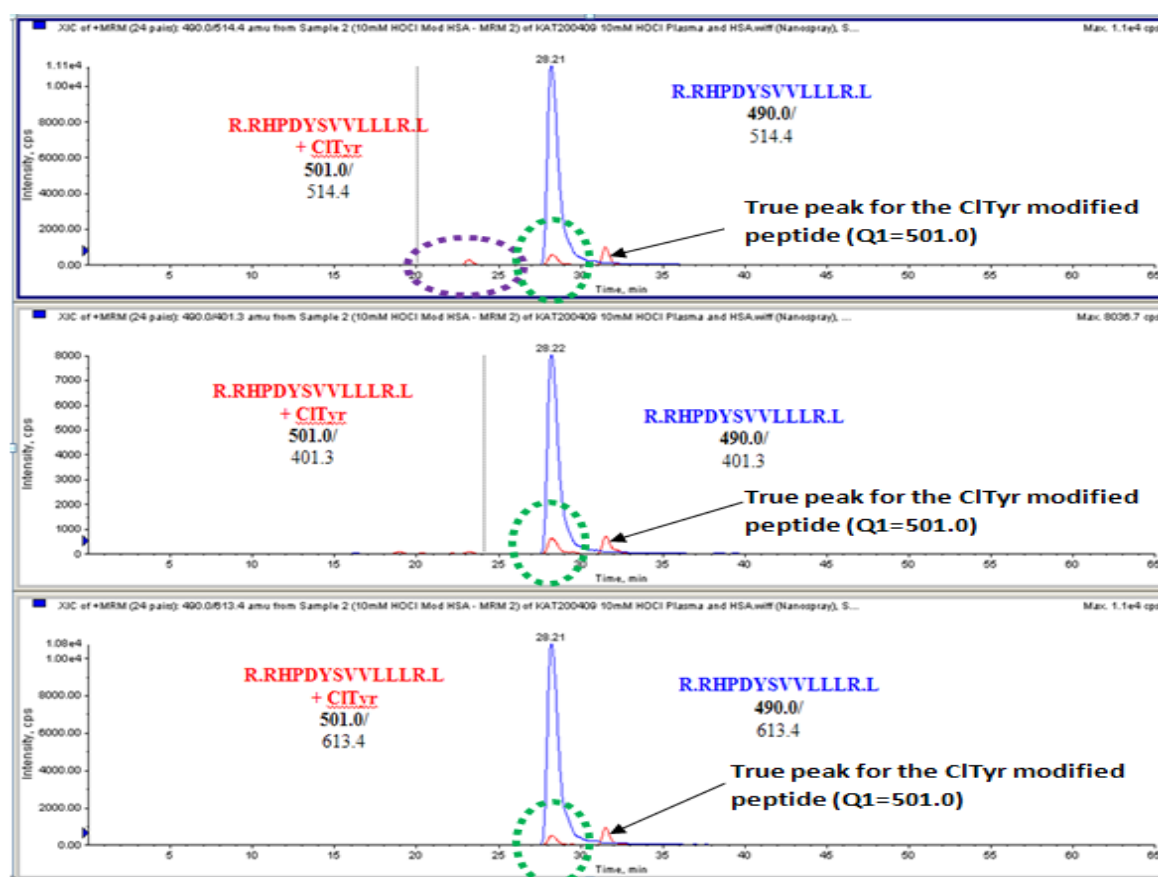 XIC of +MRM (24 pairs): 490.0/514.4 amu from Sample 2 (10mM HOCl Mod HSA - MRM 2) of KAT200409 10mM HOCl Plasma and HSA.wiff (Nanospray), S... Max. 1.1e4 cps
28.21
1.11e4
1.00e4
8000.00
6000.00
4000.00
2000.00
0.00
Intensity, cps
R.RHPDYSVVLLLR.L
+ ClTyr
501.0/
514.4
R.RHPDYSVVLLLR.L
490.0/
514.4
True peak for the ClTyr modified
peptide (Q1=501.0)
5 10 15 20 25 30 35 40 45 50 55 60 65
Time, min
XIC of +MRM (24 pairs): 490.0/401.3 amu from Sample 2 (10mM HOCl Mod HSA - MRM 2) of KAT200409 10mM HOCl Plasma and HSA.wiff (Nanospray), ... Max. 8036.7 cps
28.22
8000
7000
6000
5000
4000
3000
2000
1000
0
Intensity, cps
R.RHPDYSVVLLLR.L
+ ClTyr
501.0/
401.3
R.RHPDYSVVLLLR.L
490.0/
401.3
True peak for the ClTyr modified
peptide (Q1=501.0)
5 10 15 20 25 30 35 40 45 50 55 60 65
Time, min
XIC of +MRM (24 pairs): 490.0/613.4 amu from Sample 2 (10mM HOCl Mod HSA - MRM 2) of KAT200409 10mM HOCl Plasma and HSA.wiff (Nanospray), S... Max. 1.1e4 cps
28.21
1.08e4
1.00e4
8000.00
6000.00
4000.00
2000.00
0.00
Intensity, cps
R.RHPDYSVVLLLR.L
+ ClTyr
501.0/
613.4
R.RHPDYSVVLLLR.L
490.0/
613.4
True peak for the ClTyr modified
peptide (Q1=501.0)
5 10 15 20 25 30 35 40 45 50 55 60 65
Time, min